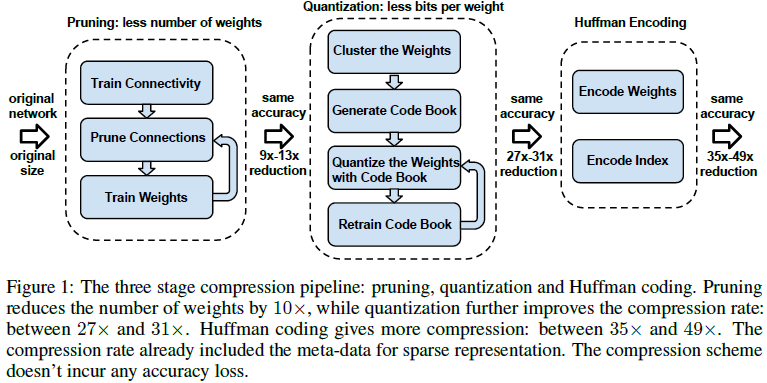 Pruning: less number of weights
Train Connectivity
Prune Connections
Train Weights
original
network
original
size
same
accuracy
9x-13x
reduction
Quantization: less bits per weight
Cluster the Weights
Generate Code Book
Quantize the Weights
with Code Book
Retrain Code Book
same
accuracy
27x-31x
reduction
Huffman Encoding
Encode Weights
Encode Index
same
accuracy
35x-49x
reduction
Figure 1: The three stage compression pipeline: pruning, quantization and Huffman coding. Pruning
reduces the number of weights by 10×, while quantization further improves the compression rate:
between 27× and 31×. Huffman coding gives more compression: between 35× and 49×. The
compression rate already included the meta-data for sparse representation. The compression scheme
doesn't incur any accuracy loss.